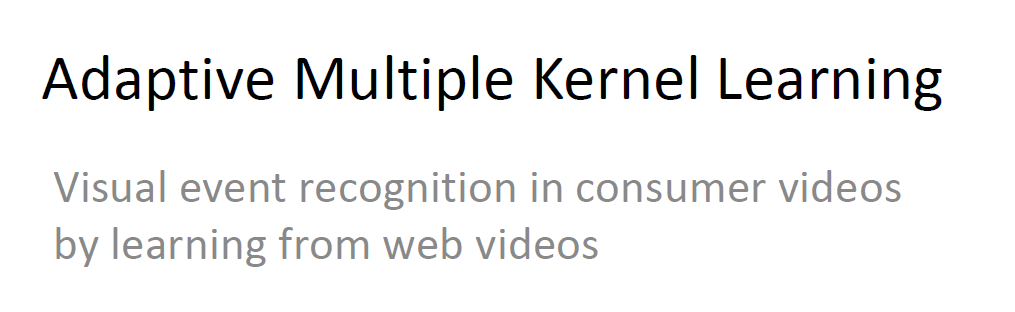 Adaptive Multiple Kernel Learning
Visual event recognition in consumer videos
by learning from web videos